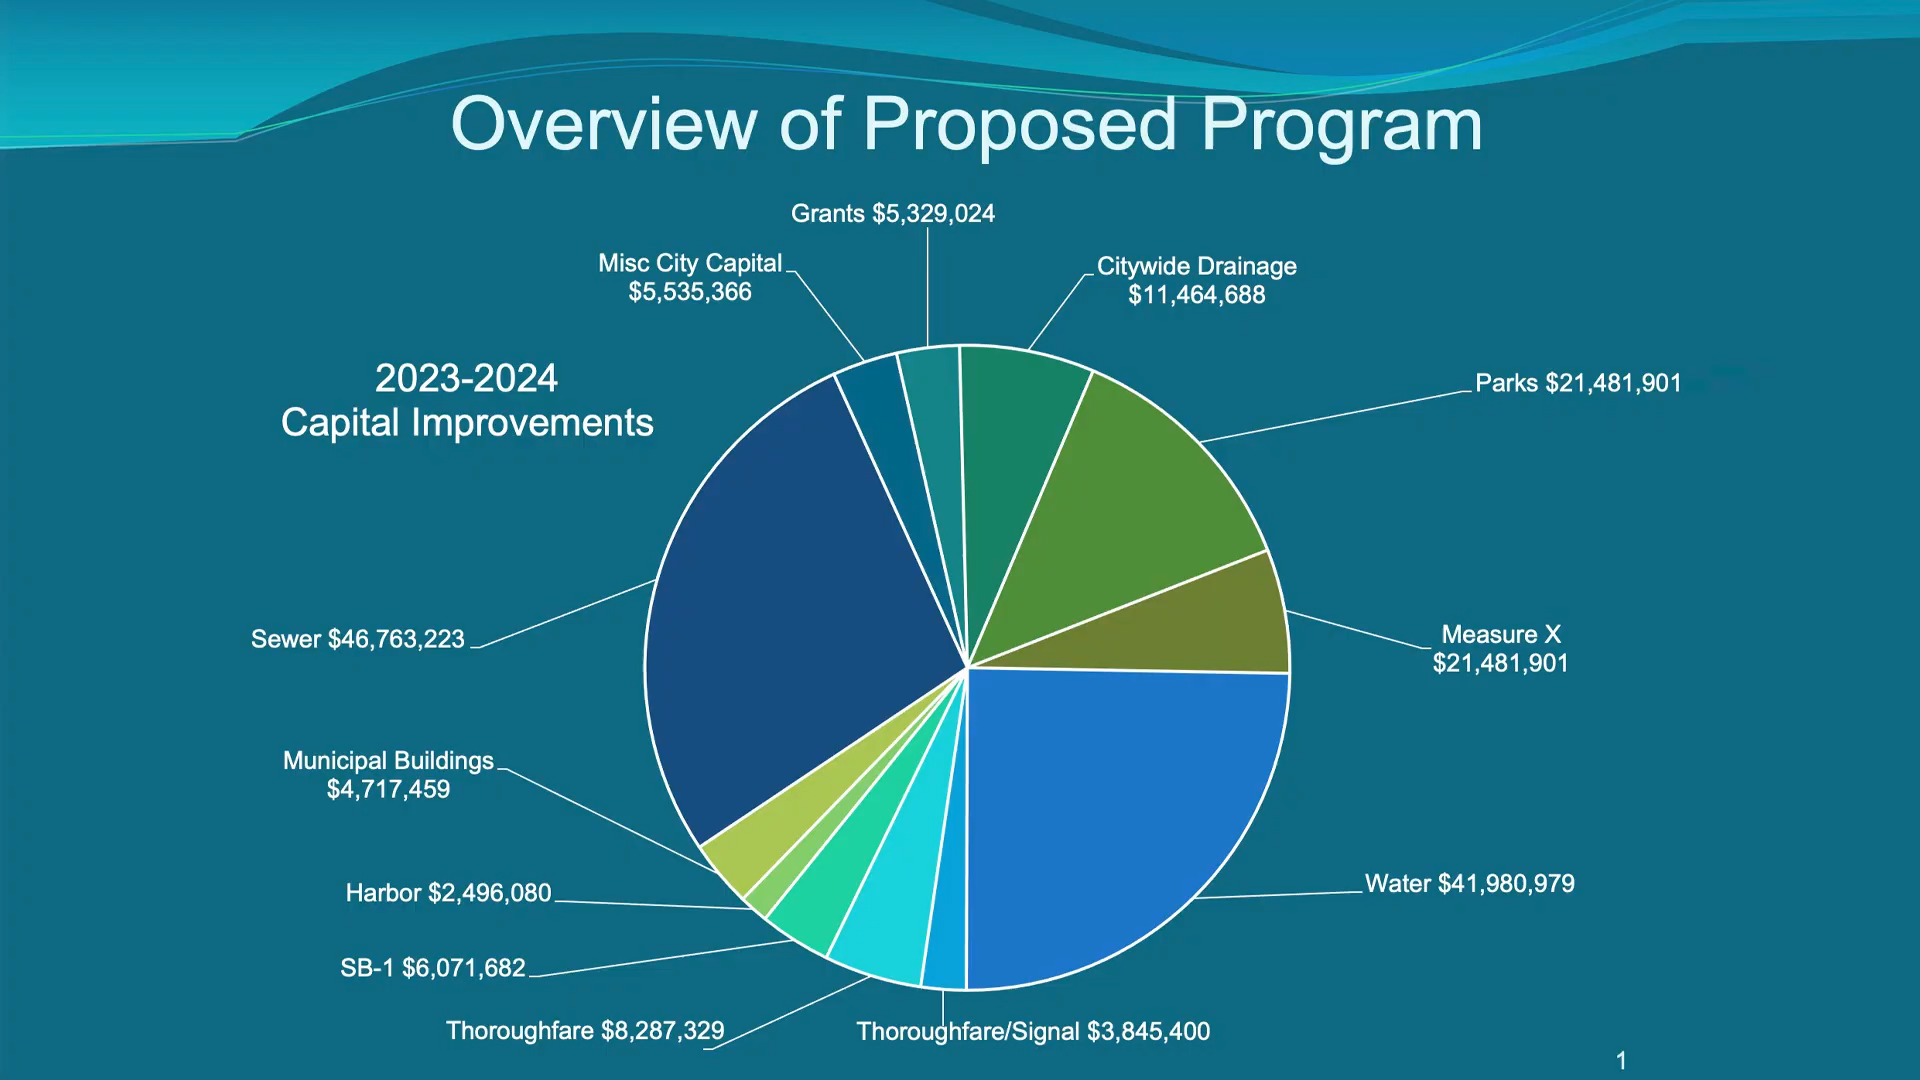 Overview of Proposed Program
Grants $5,329,024
Misc City Capital
$5,535,366
Citywide Drainage
$11,464,688
2023-2024
Capital Improvements
Parks $21,481,901
Sewer $46,763,223
Measure X
$21,481,901
Municipal Buildings
$4,717,459
Water $41,980,979
Harbor $2,496,080
SB-1 $6,071,682
Thoroughfare $8,287,329
Thoroughfare/Signal $3,845,400
1